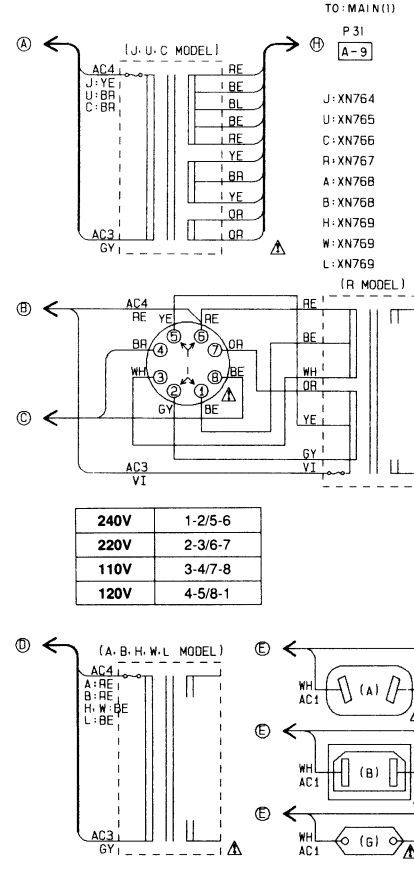 TO:MAIN(1)
P 31
A-9
A
H
(J,U,C MODEL)
AC4
J:YE
U:BR
C:BR
RE
BE
BL
BE
RE
YE
BR
YE
OR
OR
AC3
GY
J:XN764
U:XN765
C:XN766
R:XN767
A:XN768
B:XN768
H:XN769
W:XN769
L:XN769
(R MODEL)
B
AC4
RE
YE
RE
RE
5
6
BR
4
7
OR
BE
WH
3
8
BE
WH
OR
2
1
GY
BE
C
YE
GY
AC3
VI
VI
240V 1-2/5-6
220V 2-3/6-7
110V 3-4/7-8
120V 4-5/8-1
D
(A,B,H,W,L MODEL)
AC4
A:RE
B:RE
H,W:BE
L:BE
AC3
GY
E
WH
AC1
(A)
E
WH
AC1
(B)
E
WH
AC1
(G)